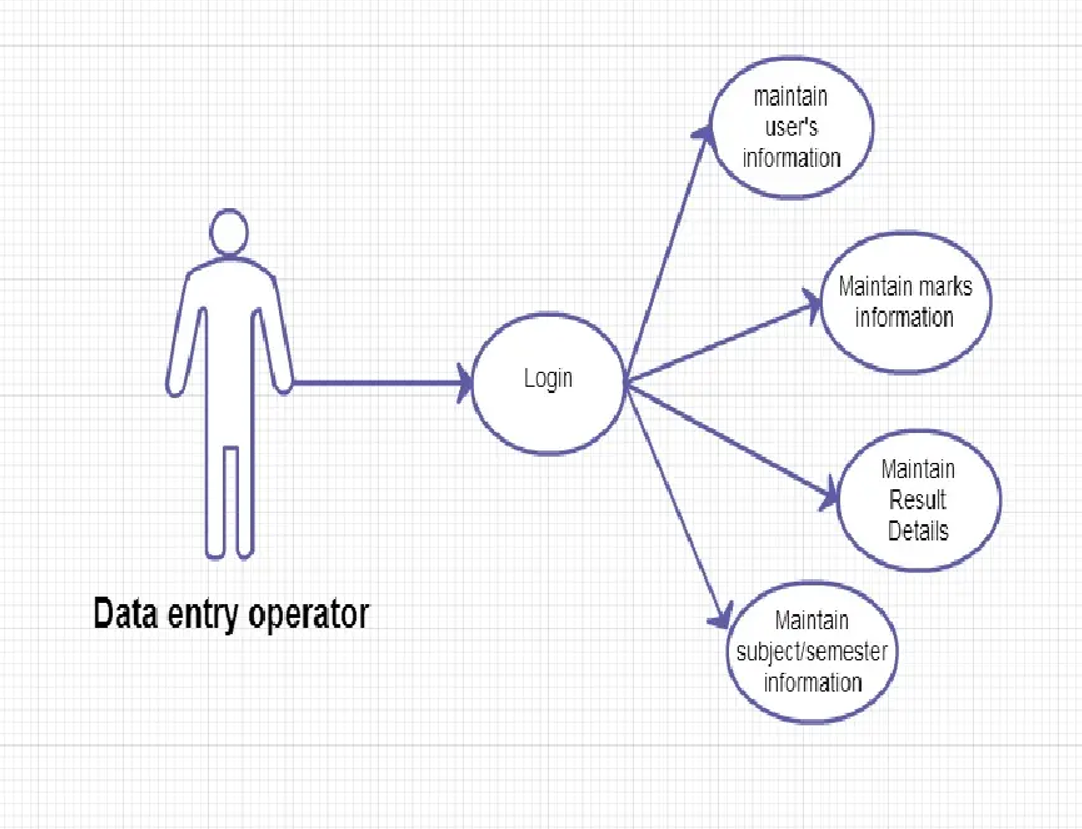 maintain
user's
information
Maintain marks
information
Login
Maintain
Result
Details
Data entry operator
Maintain
subject/semester
information